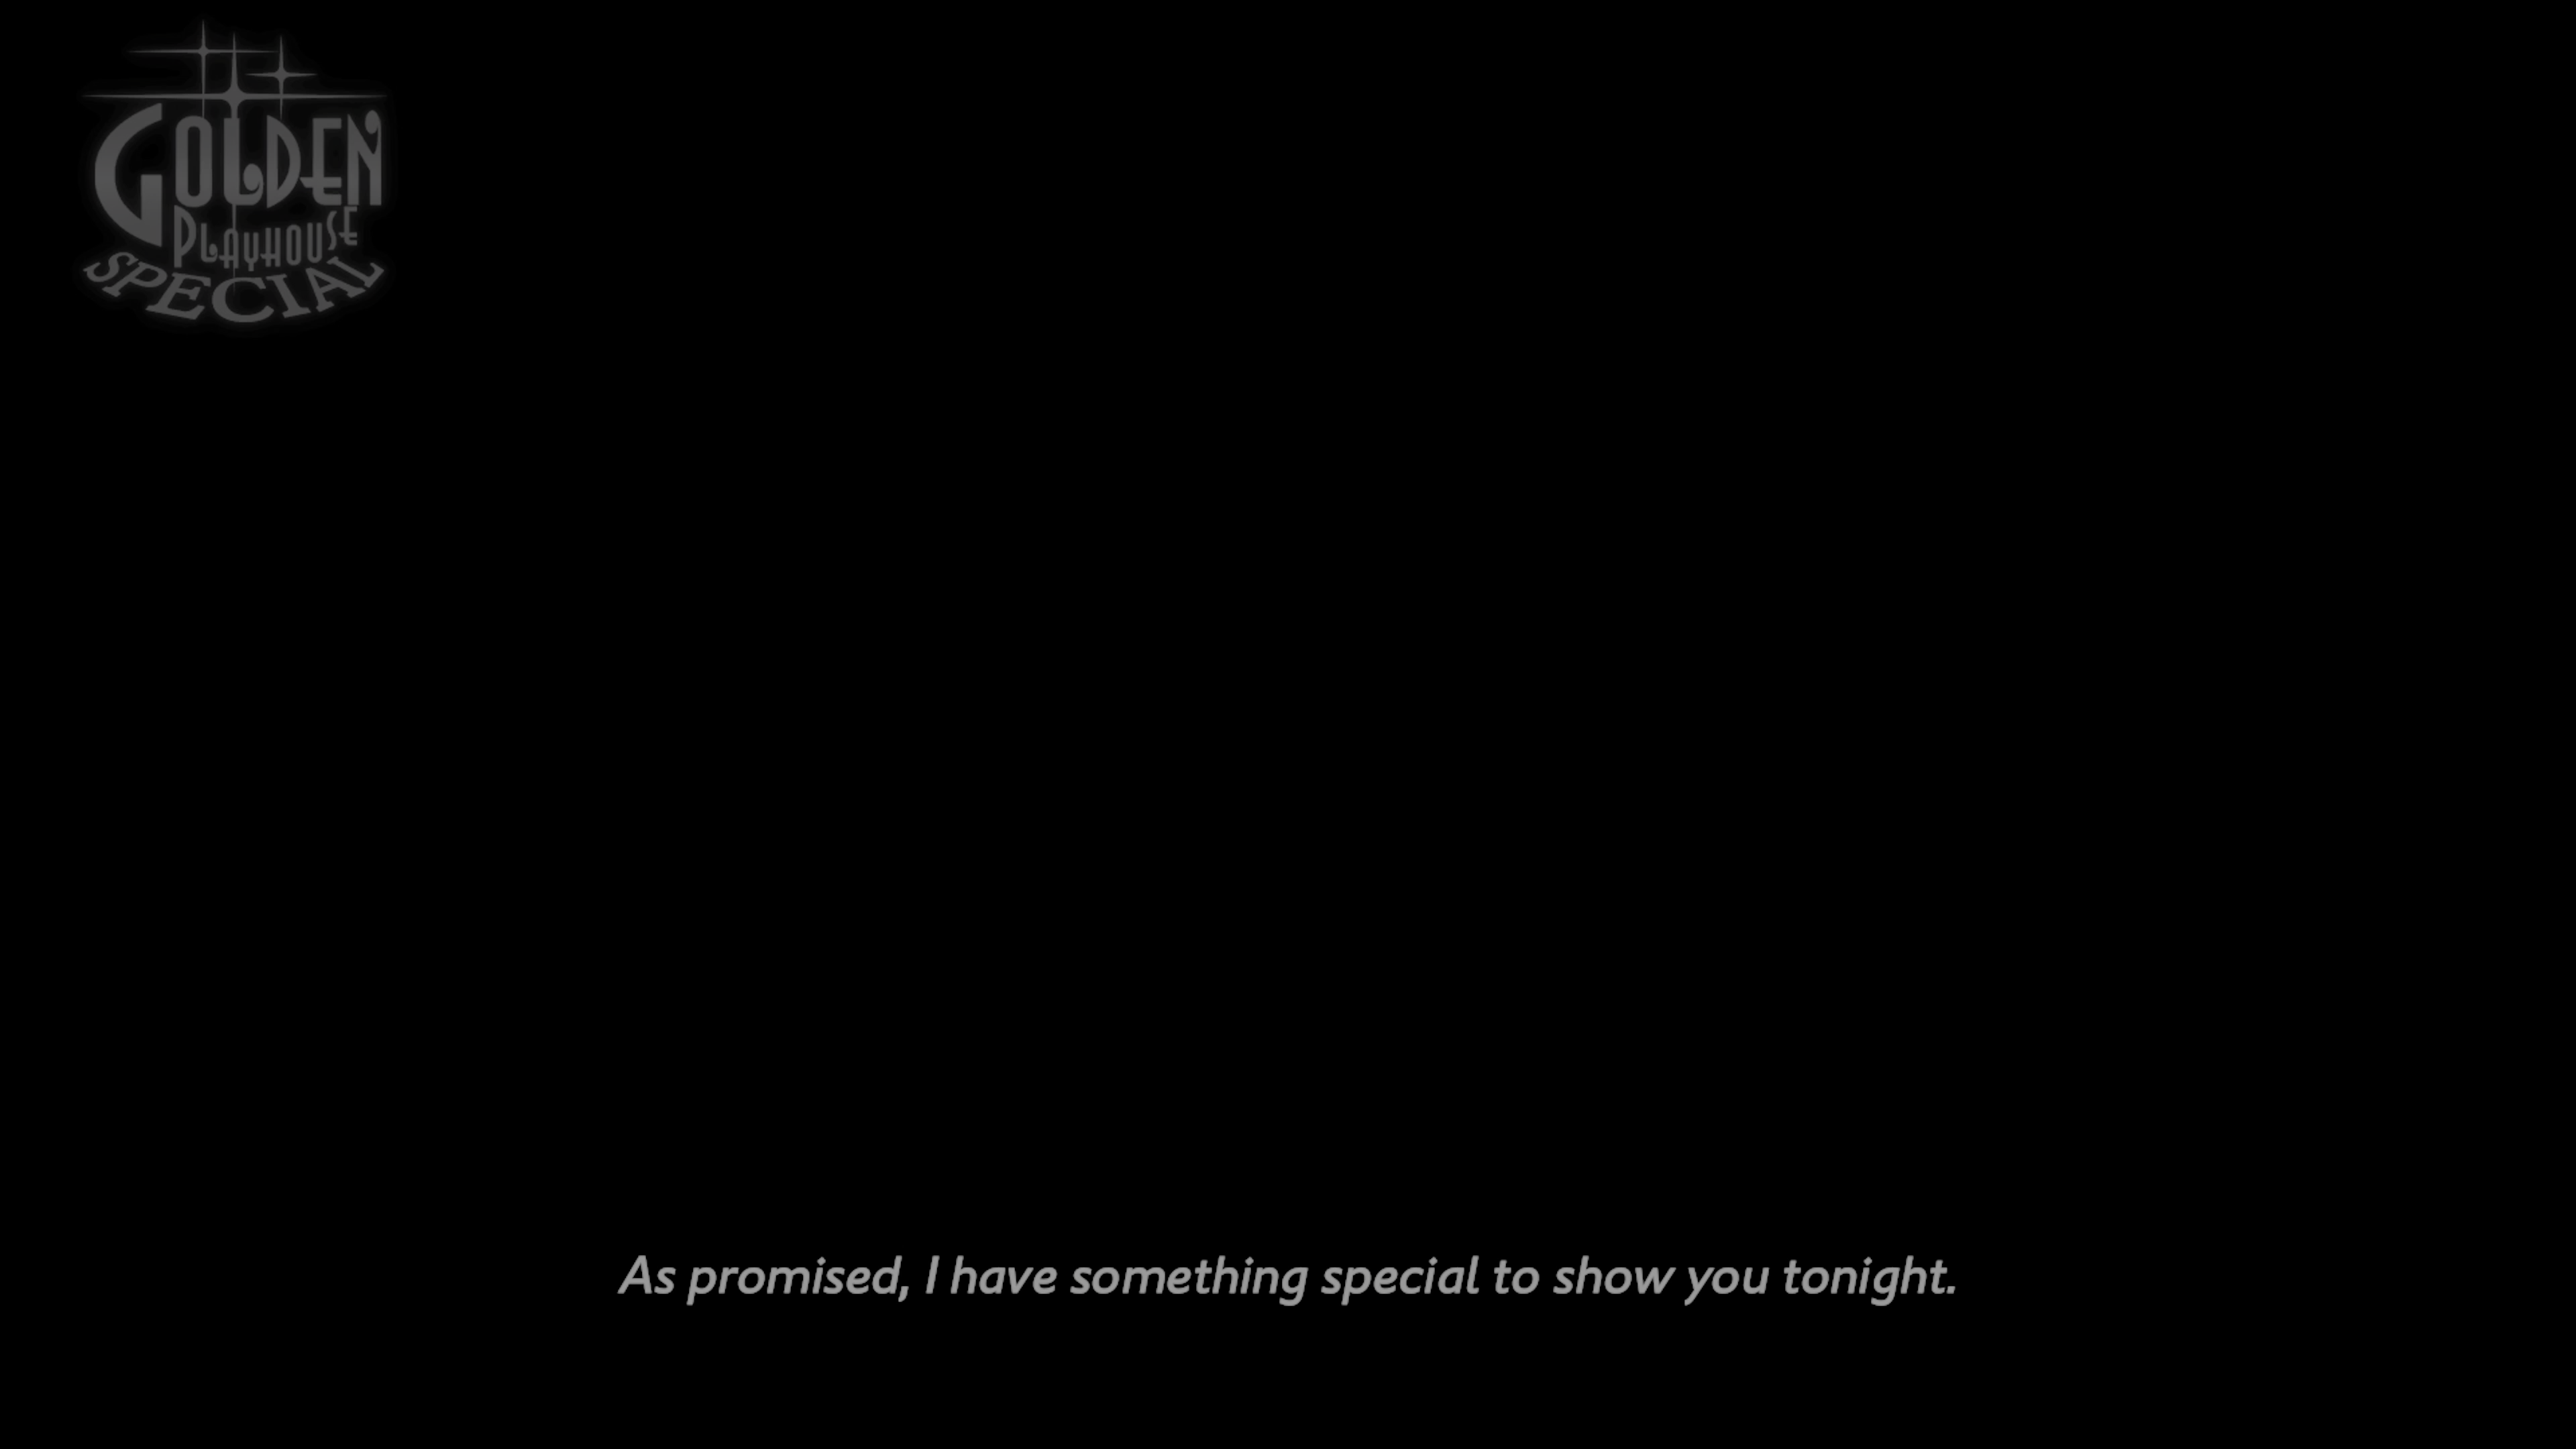 GOLDEN
PLAYHOUSE
SPECIAL
As promised, I have something special to show you tonight.